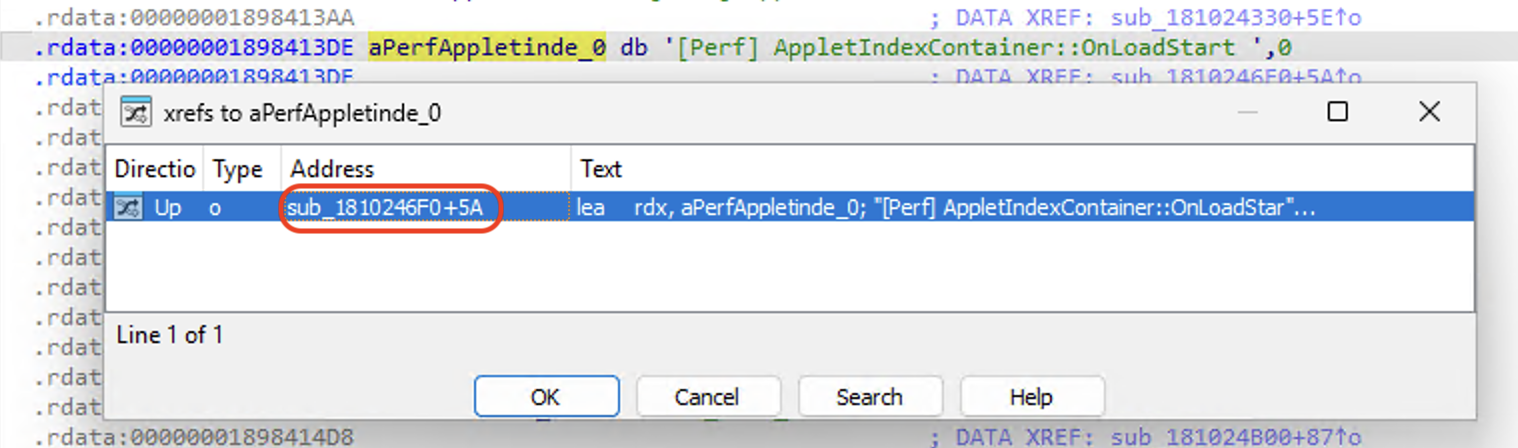 .rdata:00000001898413AA ; DATA XREF: sub_181024330+5E↑o
.rdata:00000001898413DE aPerfAppletinde_0 db '[Perf] AppletIndexContainer::OnLoadStart ',0
.rdata:00000001898413DE ; DATA XREF: sub_1810246F0+5A↑o
.rdat
xrefs to aPerfAppletinde_0
.rdat
.rdat
Directio Type Address Text
.rdat
Up o sub_1810246F0+5A lea rdx, aPerfAppletinde_0; "[Perf] AppletIndexContainer::OnLoadStar"...
.rdat
.rdat
.rdat
.rdat
Line 1 of 1
.rdat
.rdat
OK Cancel Search Help
.rdat
.rdata:00000001898414D8 ; DATA XREF: sub_181024B00+87↑o